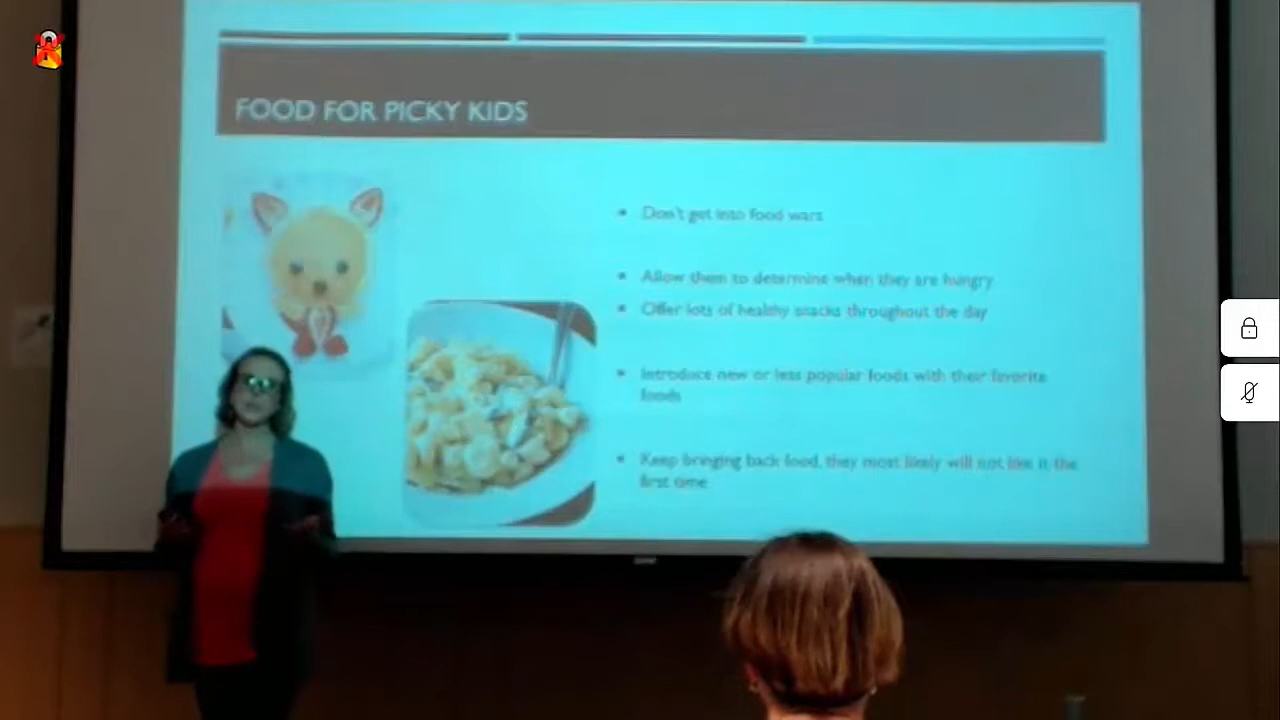 FOOD FOR PICKY KIDS
Don't get into food wars
Allow them to determine when they are hungry
Offer lots of healthy snacks throughout the day
Introduce new or less popular foods with their favorite
foods
Keep bringing back food, they most likely will not like it the
first time